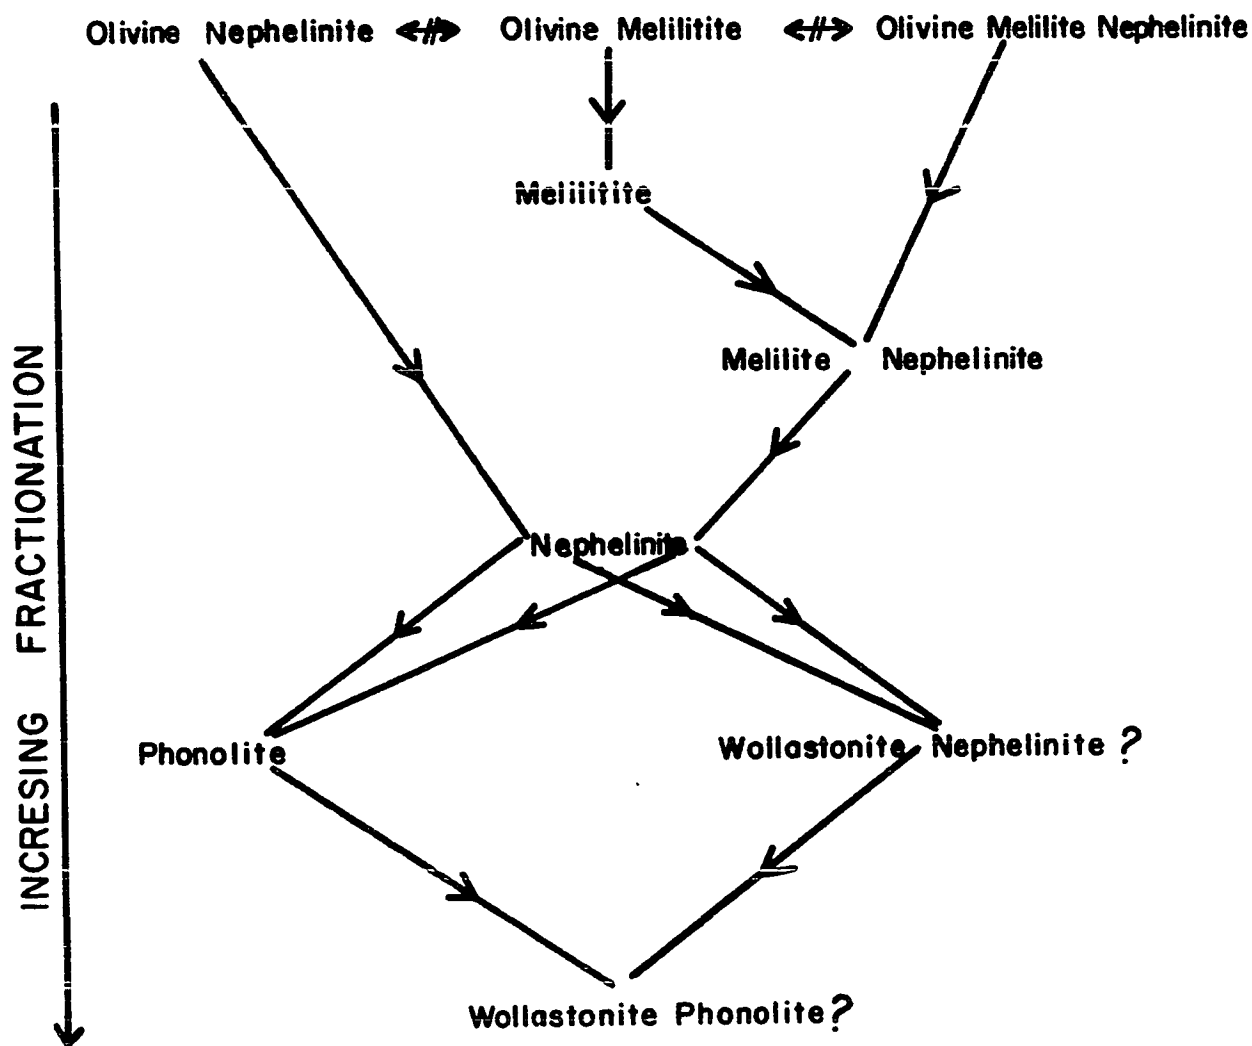 Olivine Nephelinite Olivine Melilitite Olivine Melilite Nephelinite
Melilitite
Melilite Nephelinite
Nephelinite
Phonolite Wollastonite Nephelinite ?
Wollastonite Phonolite ?
INCRESING FRACTIONATION